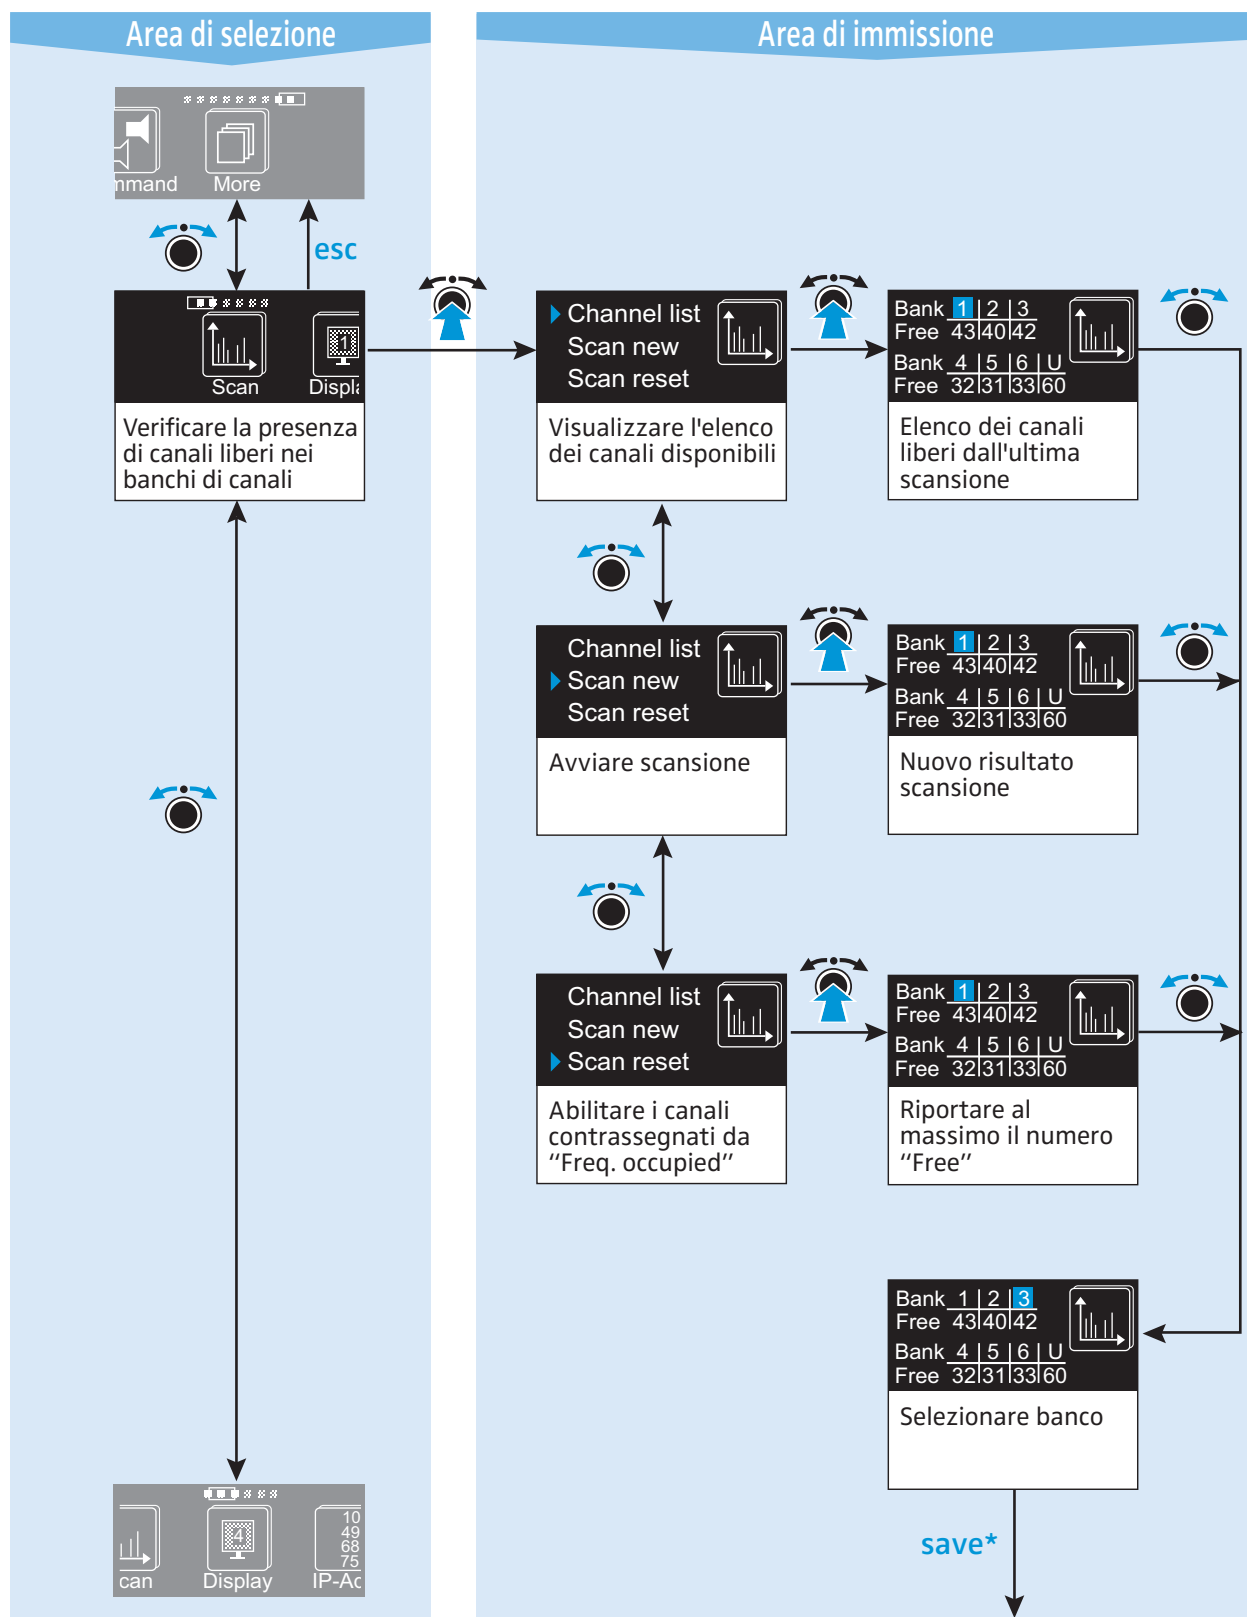 Area di selezione
Area di immissione
mmand
More
esc
Scan
1
Displa
Verificare la presenza
di canali liberi nei
banchi di canali
Channel list
Scan new
Scan reset
Visualizzare l'elenco
dei canali disponibili
Bank 1 2 3
Free 43 40 42
Bank 4 5 6 U
Free 32 31 33 60
Elenco dei canali
liberi dall'ultima
scansione
Channel list
Scan new
Scan reset
Avviare scansione
Bank 1 2 3
Free 43 40 42
Bank 4 5 6 U
Free 32 31 33 60
Nuovo risultato
scansione
Channel list
Scan new
Scan reset
Abilitare i canali
contrassegnati da
"Freq. occupied"
Bank 1 2 3
Free 43 40 42
Bank 4 5 6 U
Free 32 31 33 60
Riportare al
massimo il numero
"Free"
Bank 1 2 3
Free 43 40 42
Bank 4 5 6 U
Free 32 31 33 60
Selezionare banco
save*
can
4
Display
10
49
68
75
IP-Ad